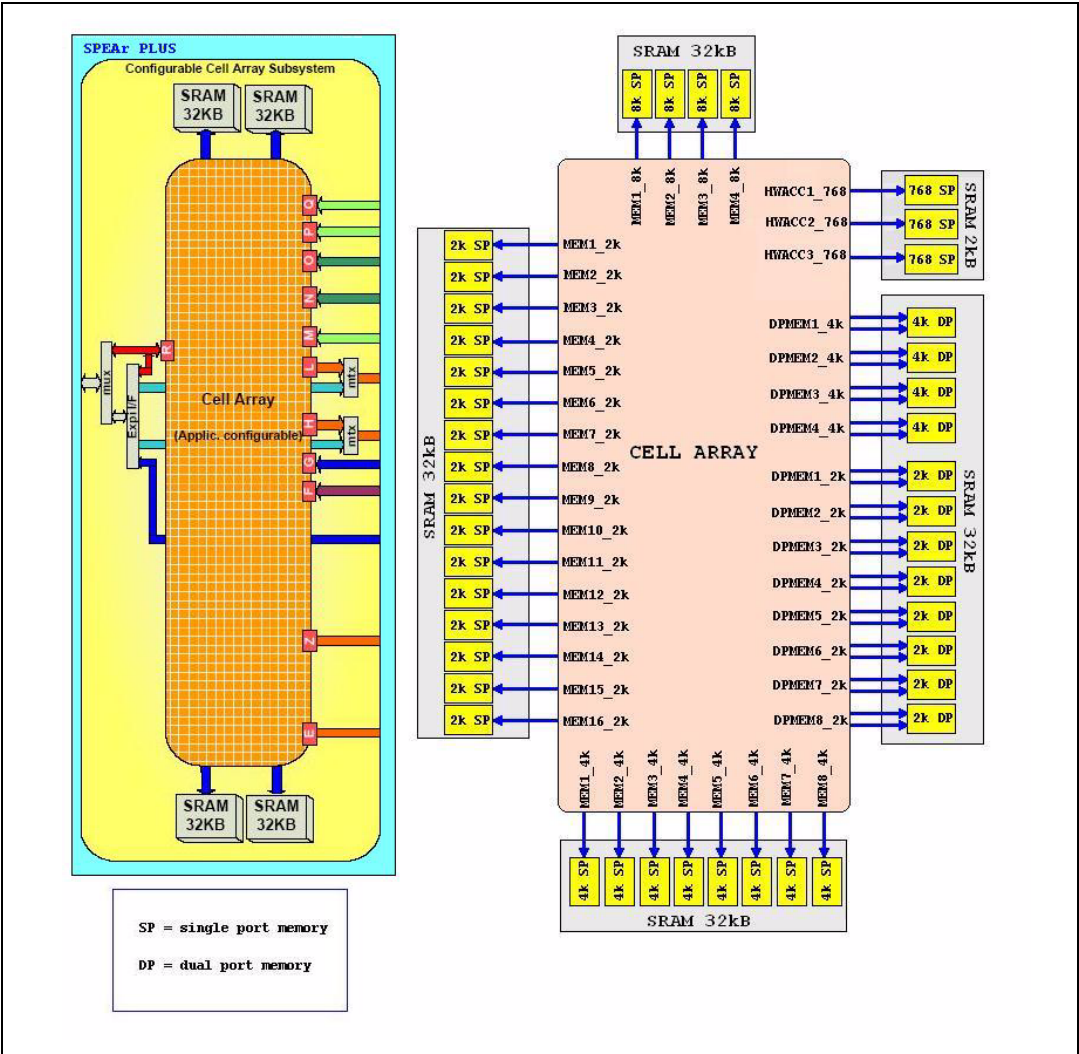 SPEAr PLUS
Configurable Cell Array Subsystem
SRAM
32KB
SRAM
32KB
Q
P
O
N
M
R
L
mtx
mux
Expi I/F
Cell Array
(Applic. configurable)
H
mtx
G
F
Z
E
SRAM
32KB
SRAM
32KB
SP = single port memory
DP = dual port memory
SRAM 32kB
8k SP
8k SP
8k SP
8k SP
MEM1_8k
MEM2_8k
MEM3_8k
MEM4_8k
HWACC1_768
768 SP
HWACC2_768
768 SP
HWACC3_768
768 SP
SRAM 2kB
SRAM 32kB
2k SP
MEM1_2k
2k SP
MEM2_2k
2k SP
MEM3_2k
2k SP
MEM4_2k
2k SP
MEM5_2k
2k SP
MEM6_2k
2k SP
MEM7_2k
2k SP
MEM8_2k
2k SP
MEM9_2k
2k SP
MEM10_2k
2k SP
MEM11_2k
2k SP
MEM12_2k
2k SP
MEM13_2k
2k SP
MEM14_2k
2k SP
MEM15_2k
2k SP
MEM16_2k
CELL ARRAY
DPMEM1_4k
4k DP
DPMEM2_4k
4k DP
DPMEM3_4k
4k DP
DPMEM4_4k
4k DP
DPMEM1_2k
2k DP
DPMEM2_2k
2k DP
DPMEM3_2k
2k DP
DPMEM4_2k
2k DP
DPMEM5_2k
2k DP
DPMEM6_2k
2k DP
DPMEM7_2k
2k DP
DPMEM8_2k
2k DP
SRAM 32kB
MEM1_4k
MEM2_4k
MEM3_4k
MEM4_4k
MEM5_4k
MEM6_4k
MEM7_4k
MEM8_4k
4k SP
4k SP
4k SP
4k SP
4k SP
4k SP
4k SP
4k SP
SRAM 32kB